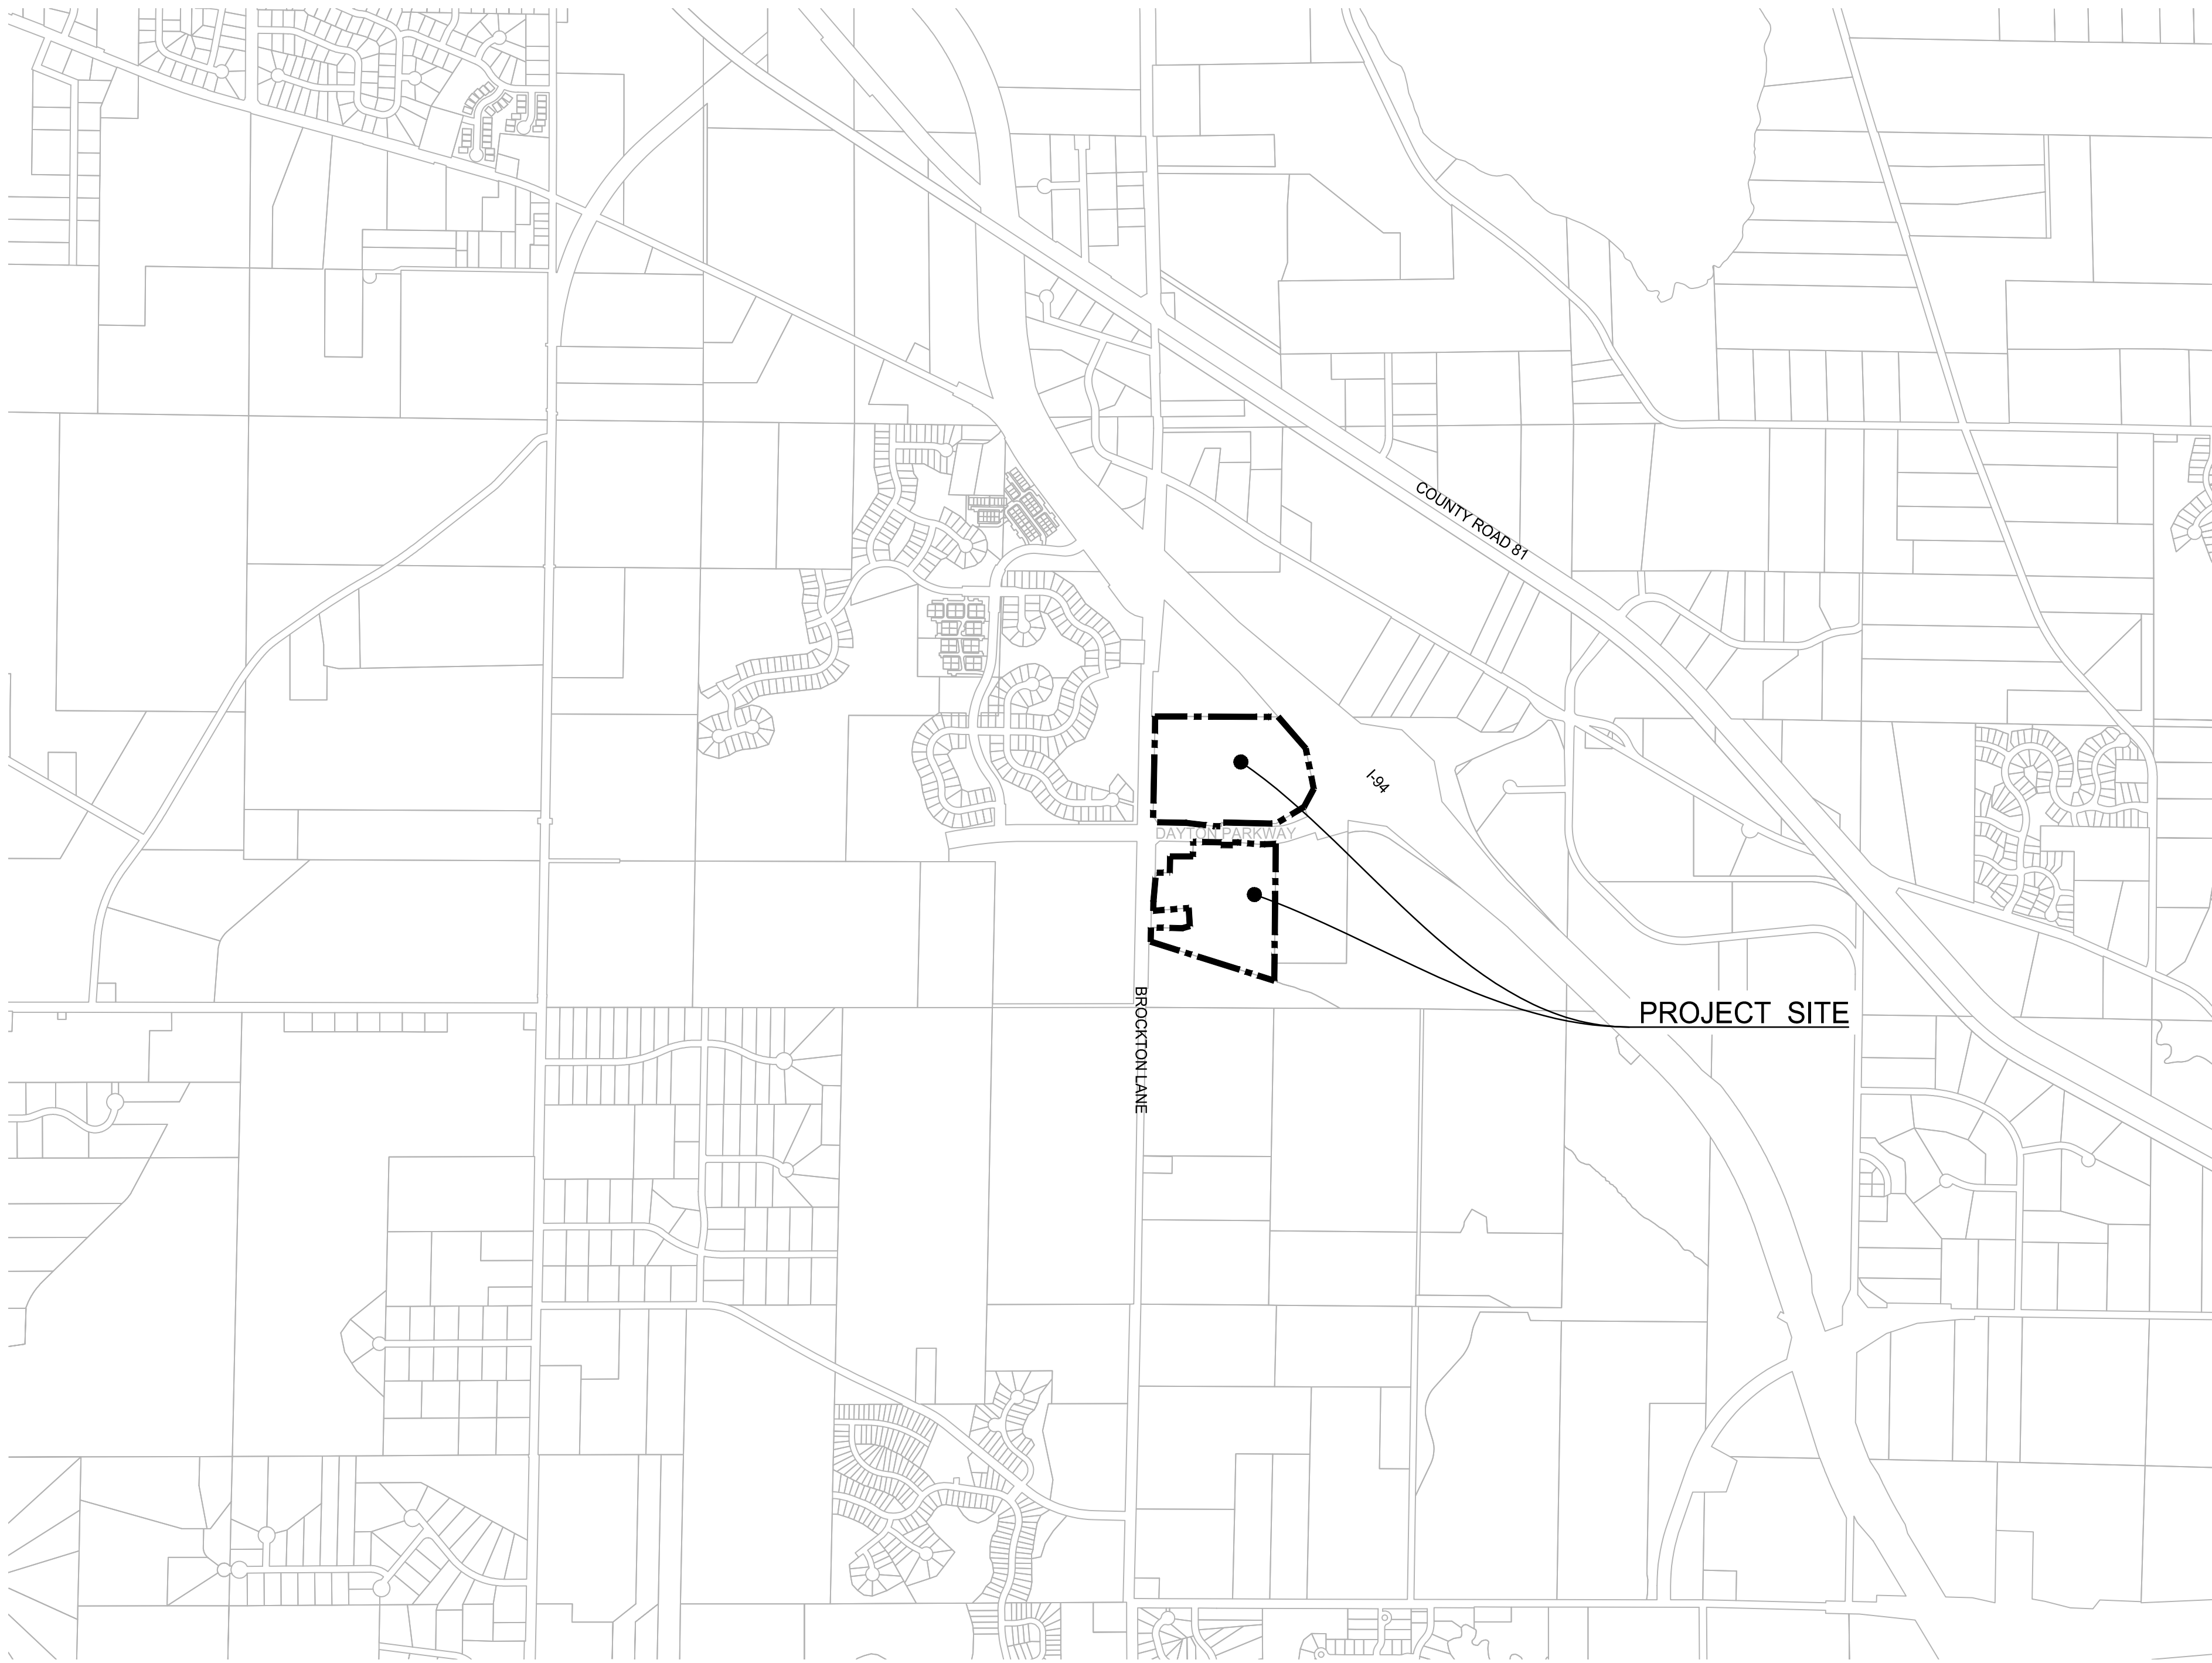 COUNTY ROAD 81
I-94
DAYTON PARKWAY
BROCKTON LANE
PROJECT SITE